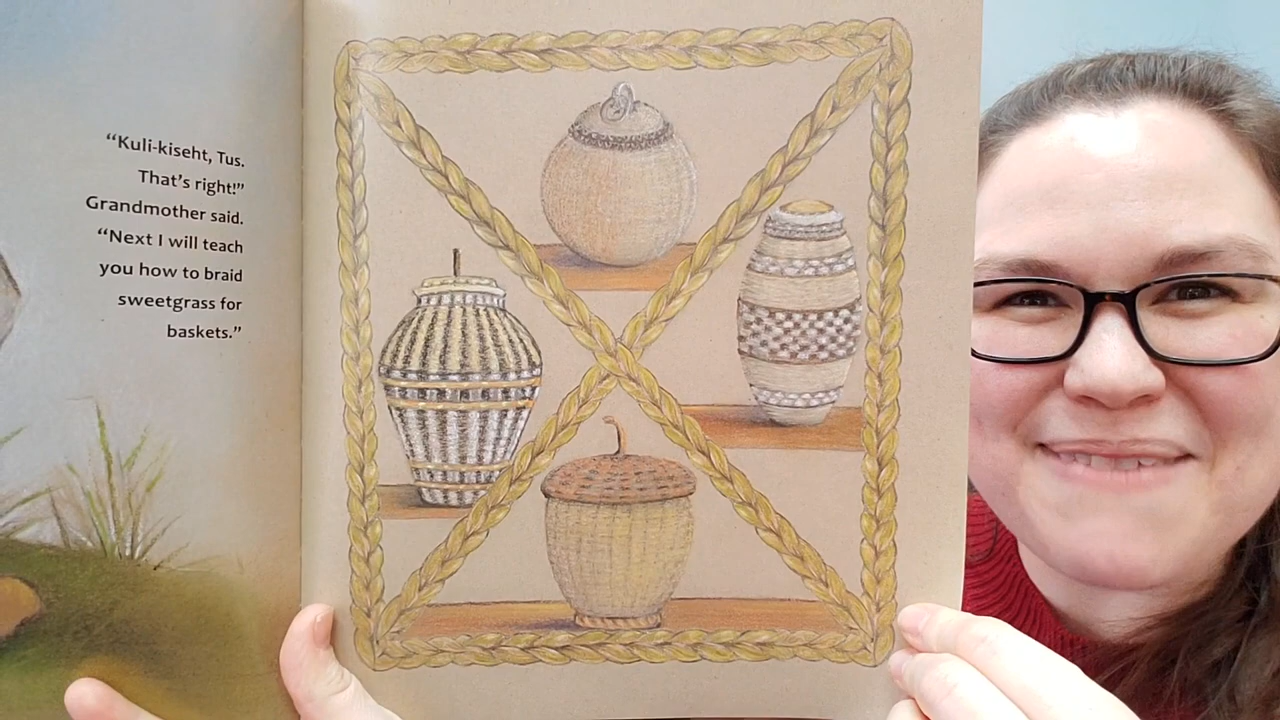 “Kuli-kiseht, Tus.
That’s right!”
Grandmother said.
“Next I will teach
you how to braid
sweetgrass for
baskets.”